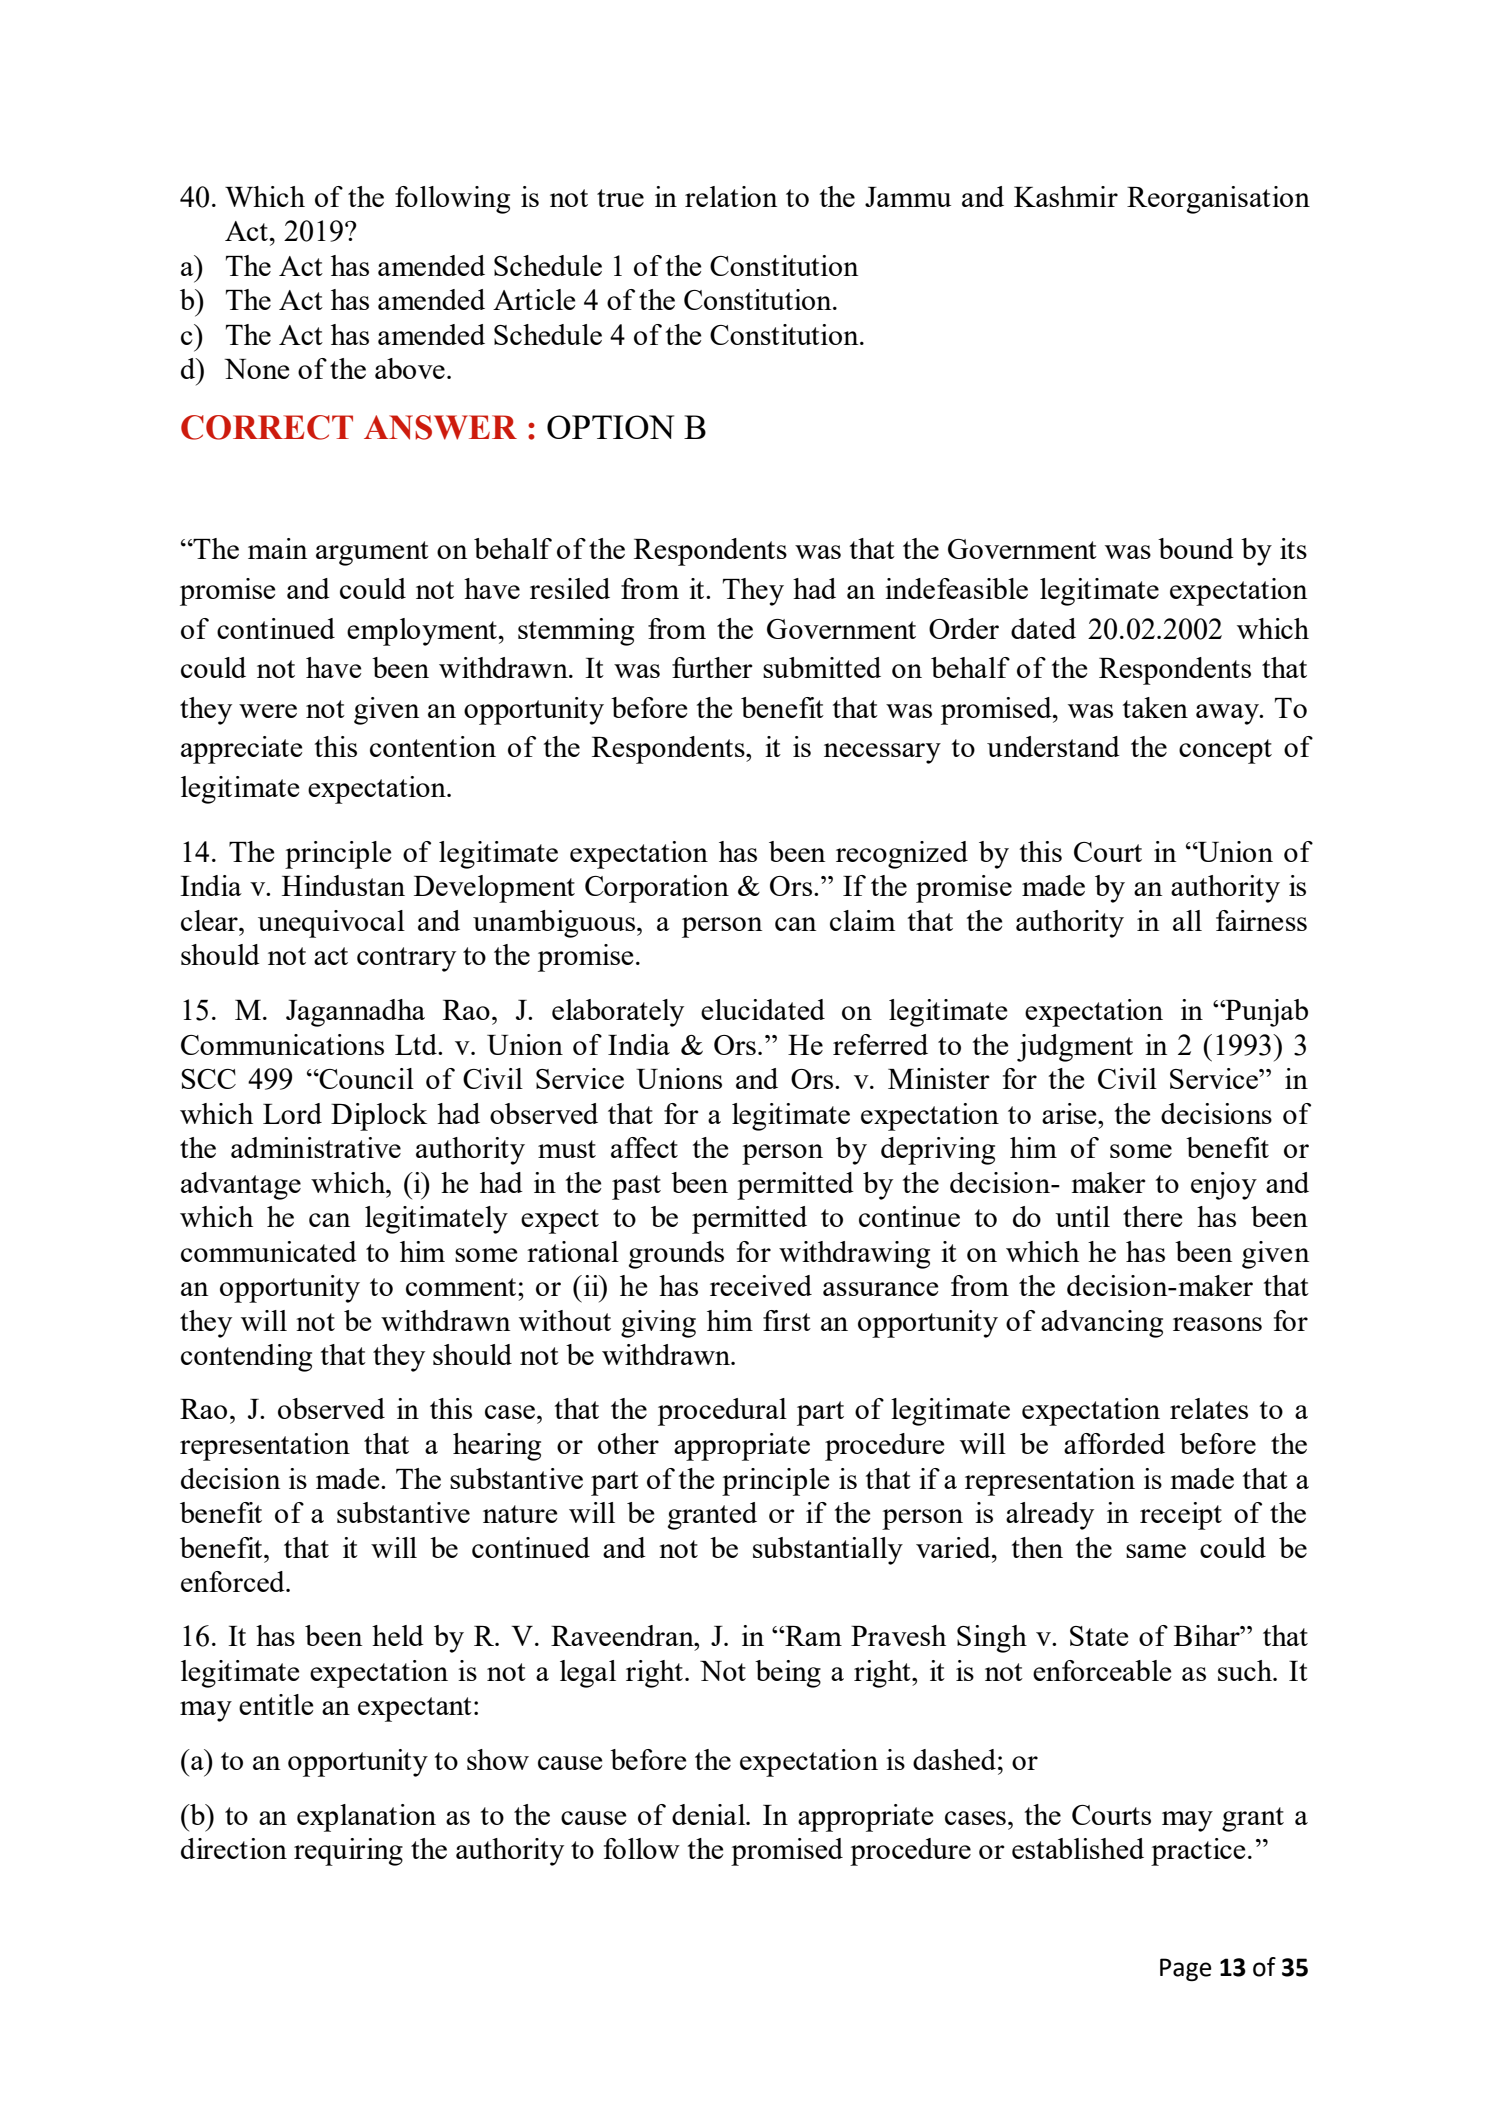 40. Which of the following is not true in relation to the Jammu and Kashmir Reorganisation
Act, 2019?
a) The Act has amended Schedule 1 of the Constitution
b) The Act has amended Article 4 of the Constitution.
c) The Act has amended Schedule 4 of the Constitution.
d) None of the above.
CORRECT ANSWER : OPTION B
“The main argument on behalf of the Respondents was that the Government was bound by its
promise and could not have resiled from it. They had an indefeasible legitimate expectation
of continued employment, stemming from the Government Order dated 20.02.2002 which
could not have been withdrawn. It was further submitted on behalf of the Respondents that
they were not given an opportunity before the benefit that was promised, was taken away. To
appreciate this contention of the Respondents, it is necessary to understand the concept of
legitimate expectation.
14. The principle of legitimate expectation has been recognized by this Court in “Union of
India v. Hindustan Development Corporation & Ors.” If the promise made by an authority is
clear, unequivocal and unambiguous, a person can claim that the authority in all fairness
should not act contrary to the promise.
15. M. Jagannadha Rao, J. elaborately elucidated on legitimate expectation in “Punjab
Communications Ltd. v. Union of India & Ors.” He referred to the judgment in 2 (1993) 3
SCC 499 “Council of Civil Service Unions and Ors. v. Minister for the Civil Service” in
which Lord Diplock had observed that for a legitimate expectation to arise, the decisions of
the administrative authority must affect the person by depriving him of some benefit or
advantage which, (i) he had in the past been permitted by the decision- maker to enjoy and
which he can legitimately expect to be permitted to continue to do until there has been
communicated to him some rational grounds for withdrawing it on which he has been given
an opportunity to comment; or (ii) he has received assurance from the decision-maker that
they will not be withdrawn without giving him first an opportunity of advancing reasons for
contending that they should not be withdrawn.
Rao, J. observed in this case, that the procedural part of legitimate expectation relates to a
representation that a hearing or other appropriate procedure will be afforded before the
decision is made. The substantive part of the principle is that if a representation is made that a
benefit of a substantive nature will be granted or if the person is already in receipt of the
benefit, that it will be continued and not be substantially varied, then the same could be
enforced.
16. It has been held by R. V. Raveendran, J. in “Ram Pravesh Singh v. State of Bihar” that
legitimate expectation is not a legal right. Not being a right, it is not enforceable as such. It
may entitle an expectant:
(a) to an opportunity to show cause before the expectation is dashed; or
(b) to an explanation as to the cause of denial. In appropriate cases, the Courts may grant a
direction requiring the authority to follow the promised procedure or established practice.”
Page 13 of 35